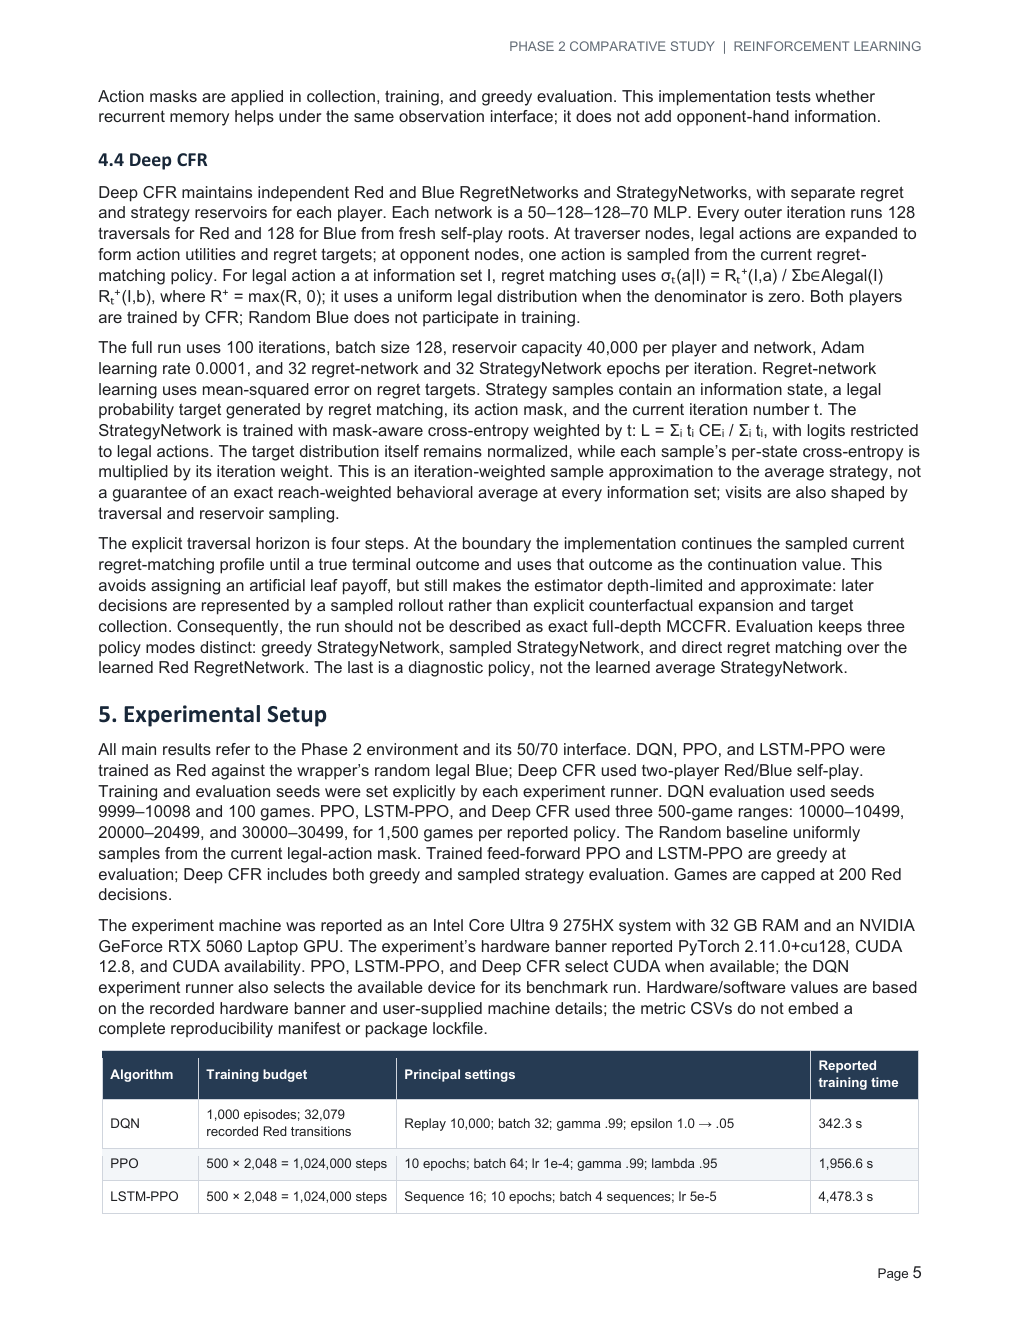 PHASE 2 COMPARATIVE STUDY | REINFORCEMENT LEARNING
Action masks are applied in collection, training, and greedy evaluation. This implementation tests whether
recurrent memory helps under the same observation interface; it does not add opponent-hand information.
4.4 Deep CFR
Deep CFR maintains independent Red and Blue RegretNetworks and StrategyNetworks, with separate regret
and strategy reservoirs for each player. Each network is a 50–128–128–70 MLP. Every outer iteration runs 128
traversals for Red and 128 for Blue from fresh self-play roots. At traverser nodes, legal actions are expanded to
form action utilities and regret targets; at opponent nodes, one action is sampled from the current regret-
matching policy. For legal action a at information set I, regret matching uses σₜ(a|I) = Rₜ⁺(I,a) / Σb∈Alegal(I)
Rₜ⁺(I,b), where R⁺ = max(R, 0); it uses a uniform legal distribution when the denominator is zero. Both players
are trained by CFR; Random Blue does not participate in training.
The full run uses 100 iterations, batch size 128, reservoir capacity 40,000 per player and network, Adam
learning rate 0.0001, and 32 regret-network and 32 StrategyNetwork epochs per iteration. Regret-network
learning uses mean-squared error on regret targets. Strategy samples contain an information state, a legal
probability target generated by regret matching, its action mask, and the current iteration number t. The
StrategyNetwork is trained with mask-aware cross-entropy weighted by t: L = Σᵢ tᵢ CEᵢ / Σᵢ tᵢ, with logits restricted
to legal actions. The target distribution itself remains normalized, while each sample’s per-state cross-entropy is
multiplied by its iteration weight. This is an iteration-weighted sample approximation to the average strategy, not
a guarantee of an exact reach-weighted behavioral average at every information set; visits are also shaped by
traversal and reservoir sampling.
The explicit traversal horizon is four steps. At the boundary the implementation continues the sampled current
regret-matching profile until a true terminal outcome and uses that outcome as the continuation value. This
avoids assigning an artificial leaf payoff, but still makes the estimator depth-limited and approximate: later
decisions are represented by a sampled rollout rather than explicit counterfactual expansion and target
collection. Consequently, the run should not be described as exact full-depth MCCFR. Evaluation keeps three
policy modes distinct: greedy StrategyNetwork, sampled StrategyNetwork, and direct regret matching over the
learned Red RegretNetwork. The last is a diagnostic policy, not the learned average StrategyNetwork.
5. Experimental Setup
All main results refer to the Phase 2 environment and its 50/70 interface. DQN, PPO, and LSTM-PPO were
trained as Red against the wrapper’s random legal Blue; Deep CFR used two-player Red/Blue self-play.
Training and evaluation seeds were set explicitly by each experiment runner. DQN evaluation used seeds
9999–10098 and 100 games. PPO, LSTM-PPO, and Deep CFR used three 500-game ranges: 10000–10499,
20000–20499, and 30000–30499, for 1,500 games per reported policy. The Random baseline uniformly
samples from the current legal-action mask. Trained feed-forward PPO and LSTM-PPO are greedy at
evaluation; Deep CFR includes both greedy and sampled strategy evaluation. Games are capped at 200 Red
decisions.
The experiment machine was reported as an Intel Core Ultra 9 275HX system with 32 GB RAM and an NVIDIA
GeForce RTX 5060 Laptop GPU. The experiment’s hardware banner reported PyTorch 2.11.0+cu128, CUDA
12.8, and CUDA availability. PPO, LSTM-PPO, and Deep CFR select CUDA when available; the DQN
experiment runner also selects the available device for its benchmark run. Hardware/software values are based
on the recorded hardware banner and user-supplied machine details; the metric CSVs do not embed a
complete reproducibility manifest or package lockfile.
Algorithm Training budget Principal settings Reported training time
DQN 1,000 episodes; 32,079 recorded Red transitions Replay 10,000; batch 32; gamma .99; epsilon 1.0 → .05 342.3 s
PPO 500 × 2,048 = 1,024,000 steps 10 epochs; batch 64; lr 1e-4; gamma .99; lambda .95 1,956.6 s
LSTM-PPO 500 × 2,048 = 1,024,000 steps Sequence 16; 10 epochs; batch 4 sequences; lr 5e-5 4,478.3 s
Page 5